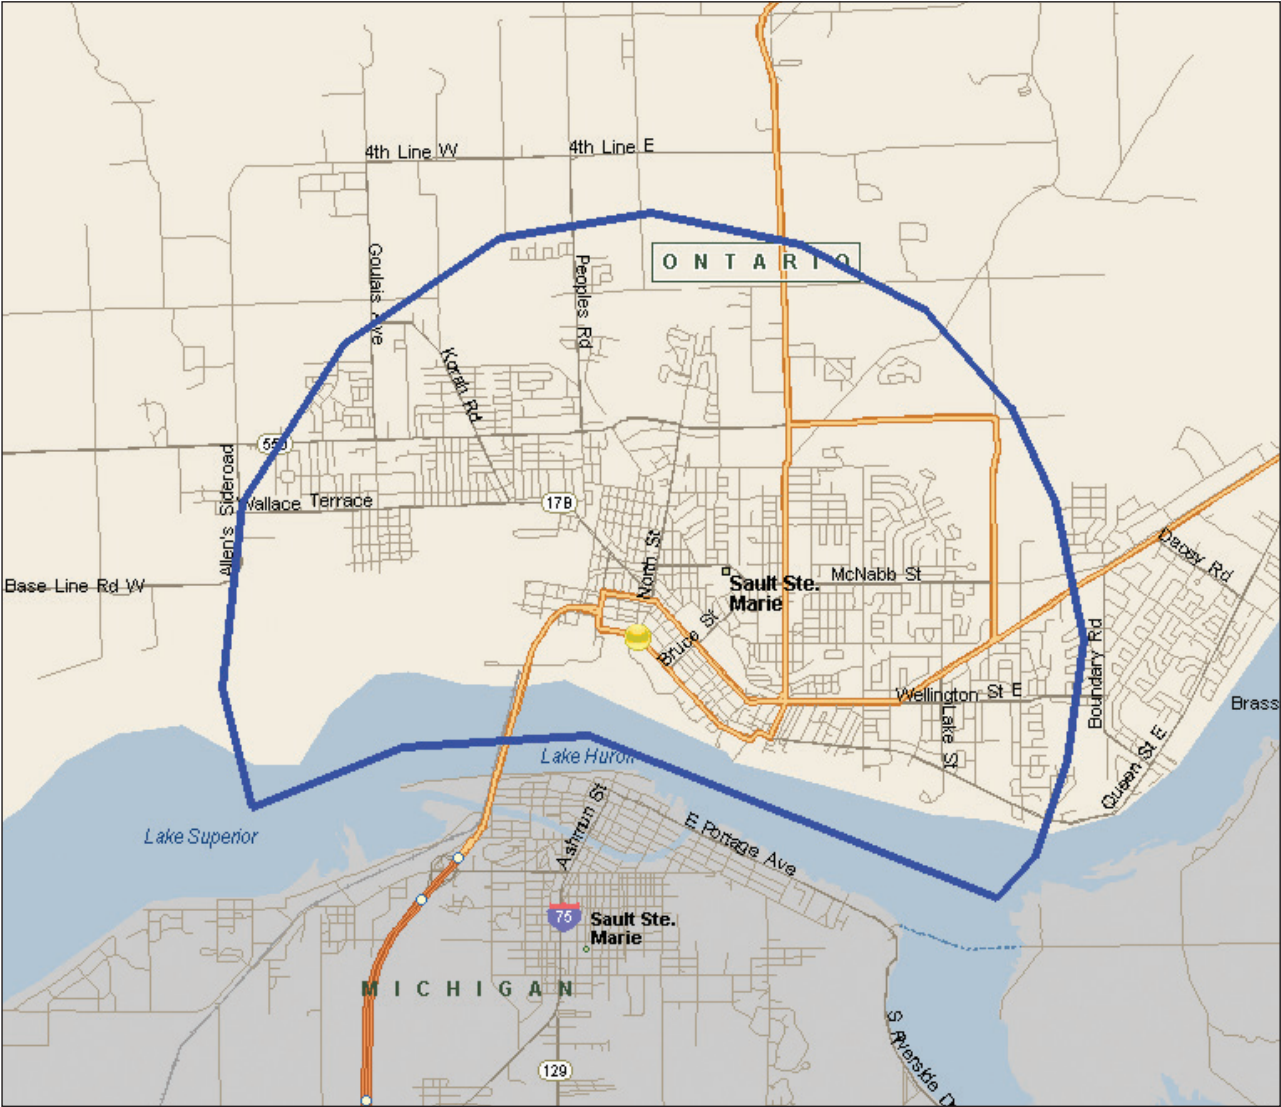 4th Line W
4th Line E
ONTARIO
Goulais Ave
Peoples Rd
Korah Rd
550
Allen's Sideroad
Wallace Terrace
17B
North St
Dacey Rd
Base Line Rd W
Sault Ste.
Marie
McNabb St
Bruce St
Boundary Rd
Wellington St E
Lake St
Brass
Queen St E
Lake Huron
Lake Superior
Ashmun St
E Portage Ave
75
Sault Ste.
Marie
MICHIGAN
S Riverside D
129